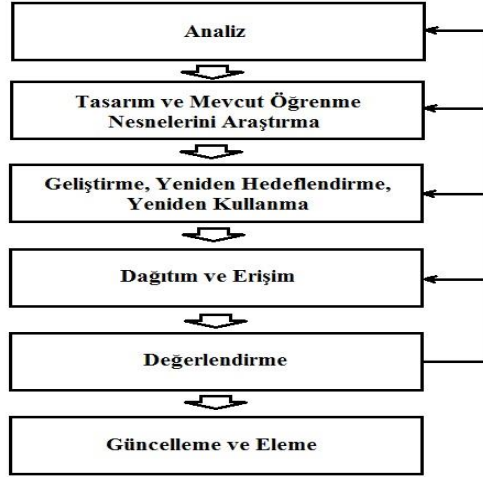 Analiz
Tasarım ve Mevcut Öğrenme
Nesnelerini Araştırma
Geliştirme, Yeniden Hedeflendirme,
Yeniden Kullanma
Dağıtım ve Erişim
Değerlendirme
Güncelleme ve Eleme